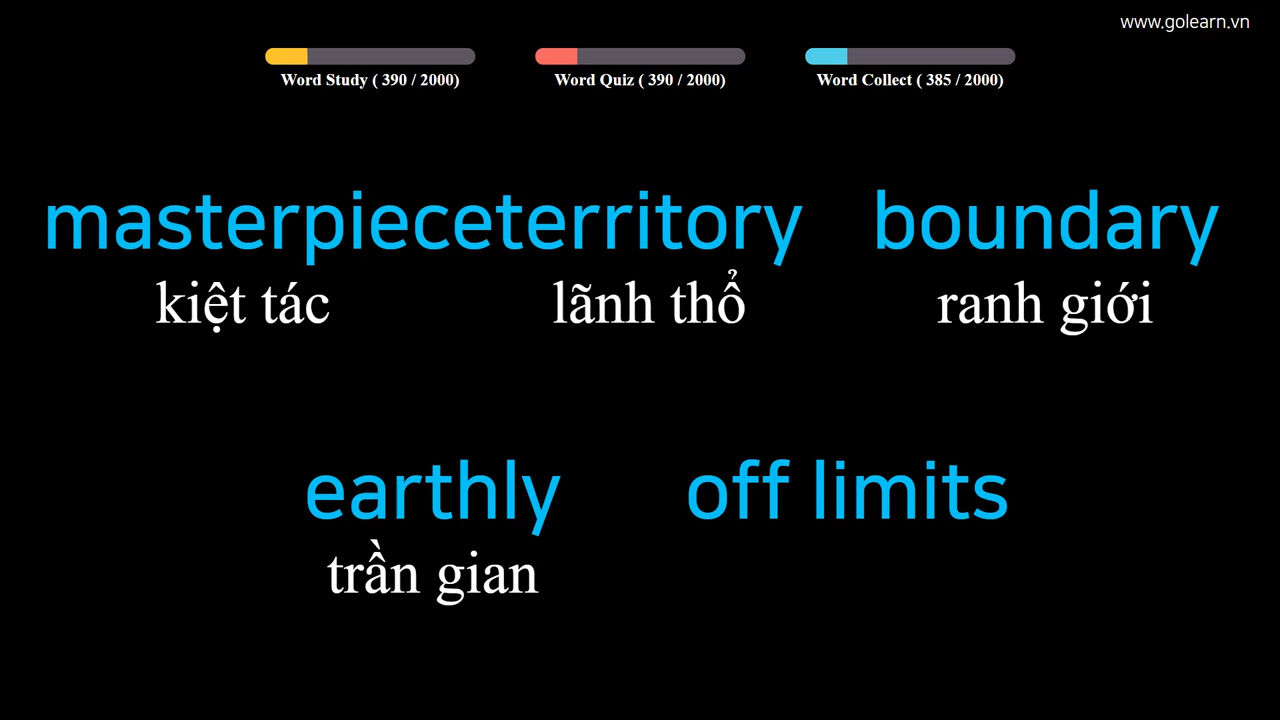 www.golearn.vn
Word Study ( 390 / 2000) Word Quiz ( 390 / 2000) Word Collect ( 385 / 2000)
masterpieceterritory boundary
kiệt tác lãnh thổ ranh giới
earthly off limits
trần gian